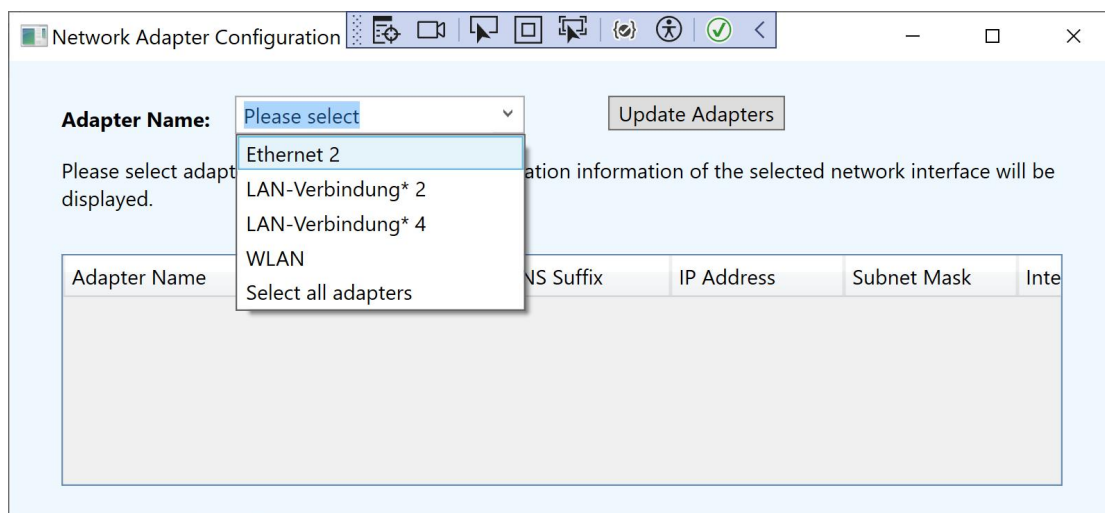 Network Adapter Configuration
Adapter Name: Please select Update Adapters
Ethernet 2
LAN-Verbindung* 2
LAN-Verbindung* 4
WLAN
Select all adapters
Please select adapt ation information of the selected network interface will be
displayed.
Adapter Name NS Suffix IP Address Subnet Mask Inte